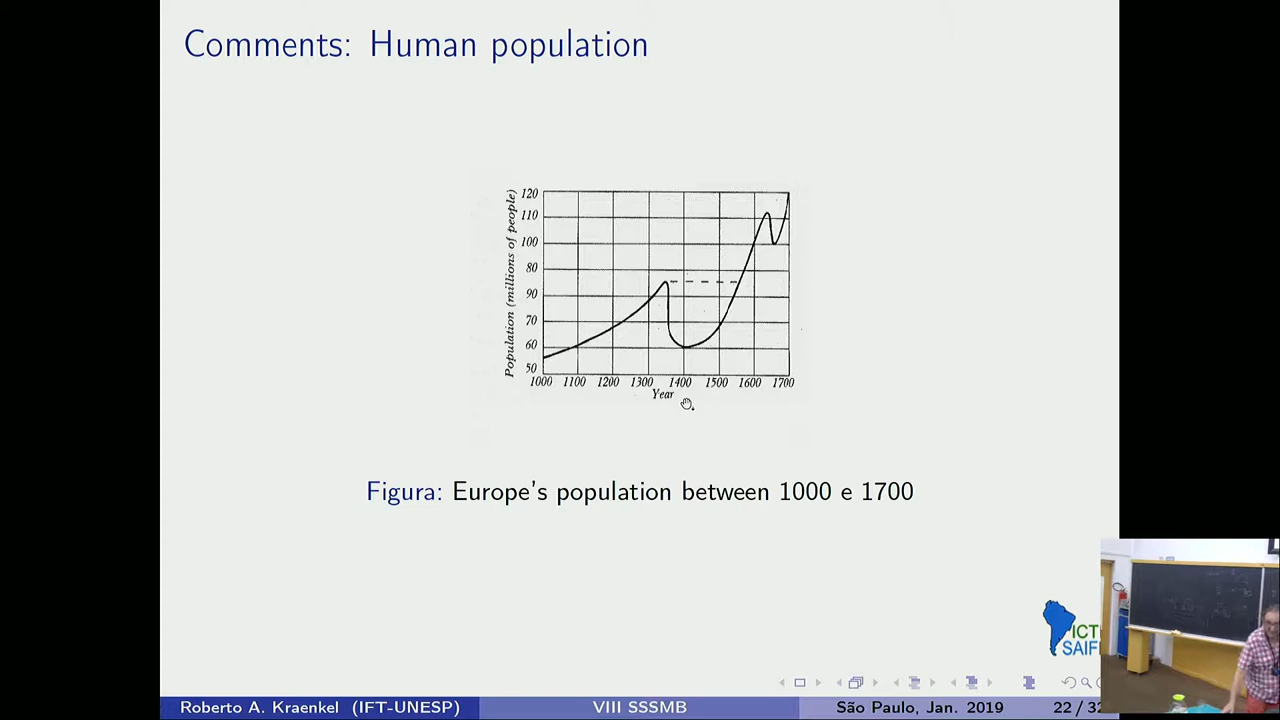 Comments: Human population
Population (millions of people)
120
110
100
80
90
70
60
50
1000 1100 1200 1300 1400 1500 1600 1700
Year
Figura: Europe's population between 1000 e 1700
SAIF
Roberto A. Kraenkel (IFT-UNESP) VIII SSSMB São Paulo, Jan. 2019 22 / 32